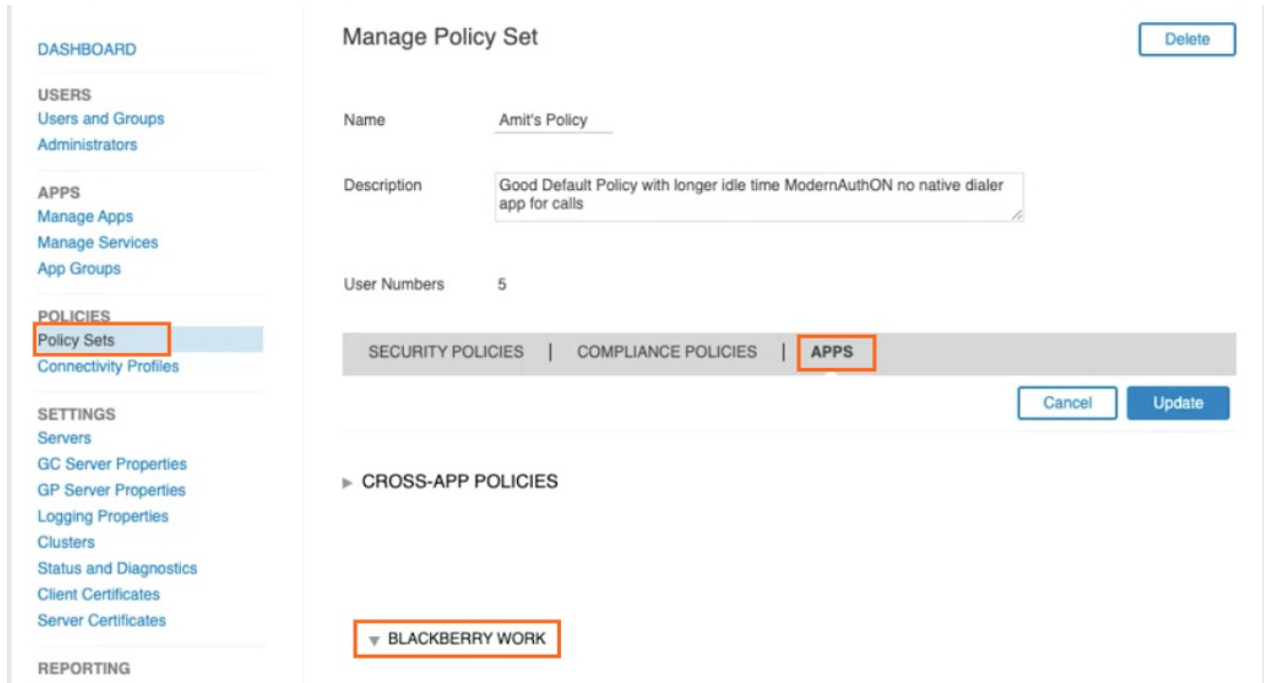 DASHBOARD
USERS
Users and Groups
Administrators
APPS
Manage Apps
Manage Services
App Groups
POLICIES
Policy Sets
Connectivity Profiles
SETTINGS
Servers
GC Server Properties
GP Server Properties
Logging Properties
Clusters
Status and Diagnostics
Client Certificates
Server Certificates
REPORTING
Manage Policy Set
Delete
Name Amit's Policy
Description Good Default Policy with longer idle time ModernAuthON no native dialer
app for calls
User Numbers 5
SECURITY POLICIES | COMPLIANCE POLICIES | APPS
Cancel Update
CROSS-APP POLICIES
BLACKBERRY WORK